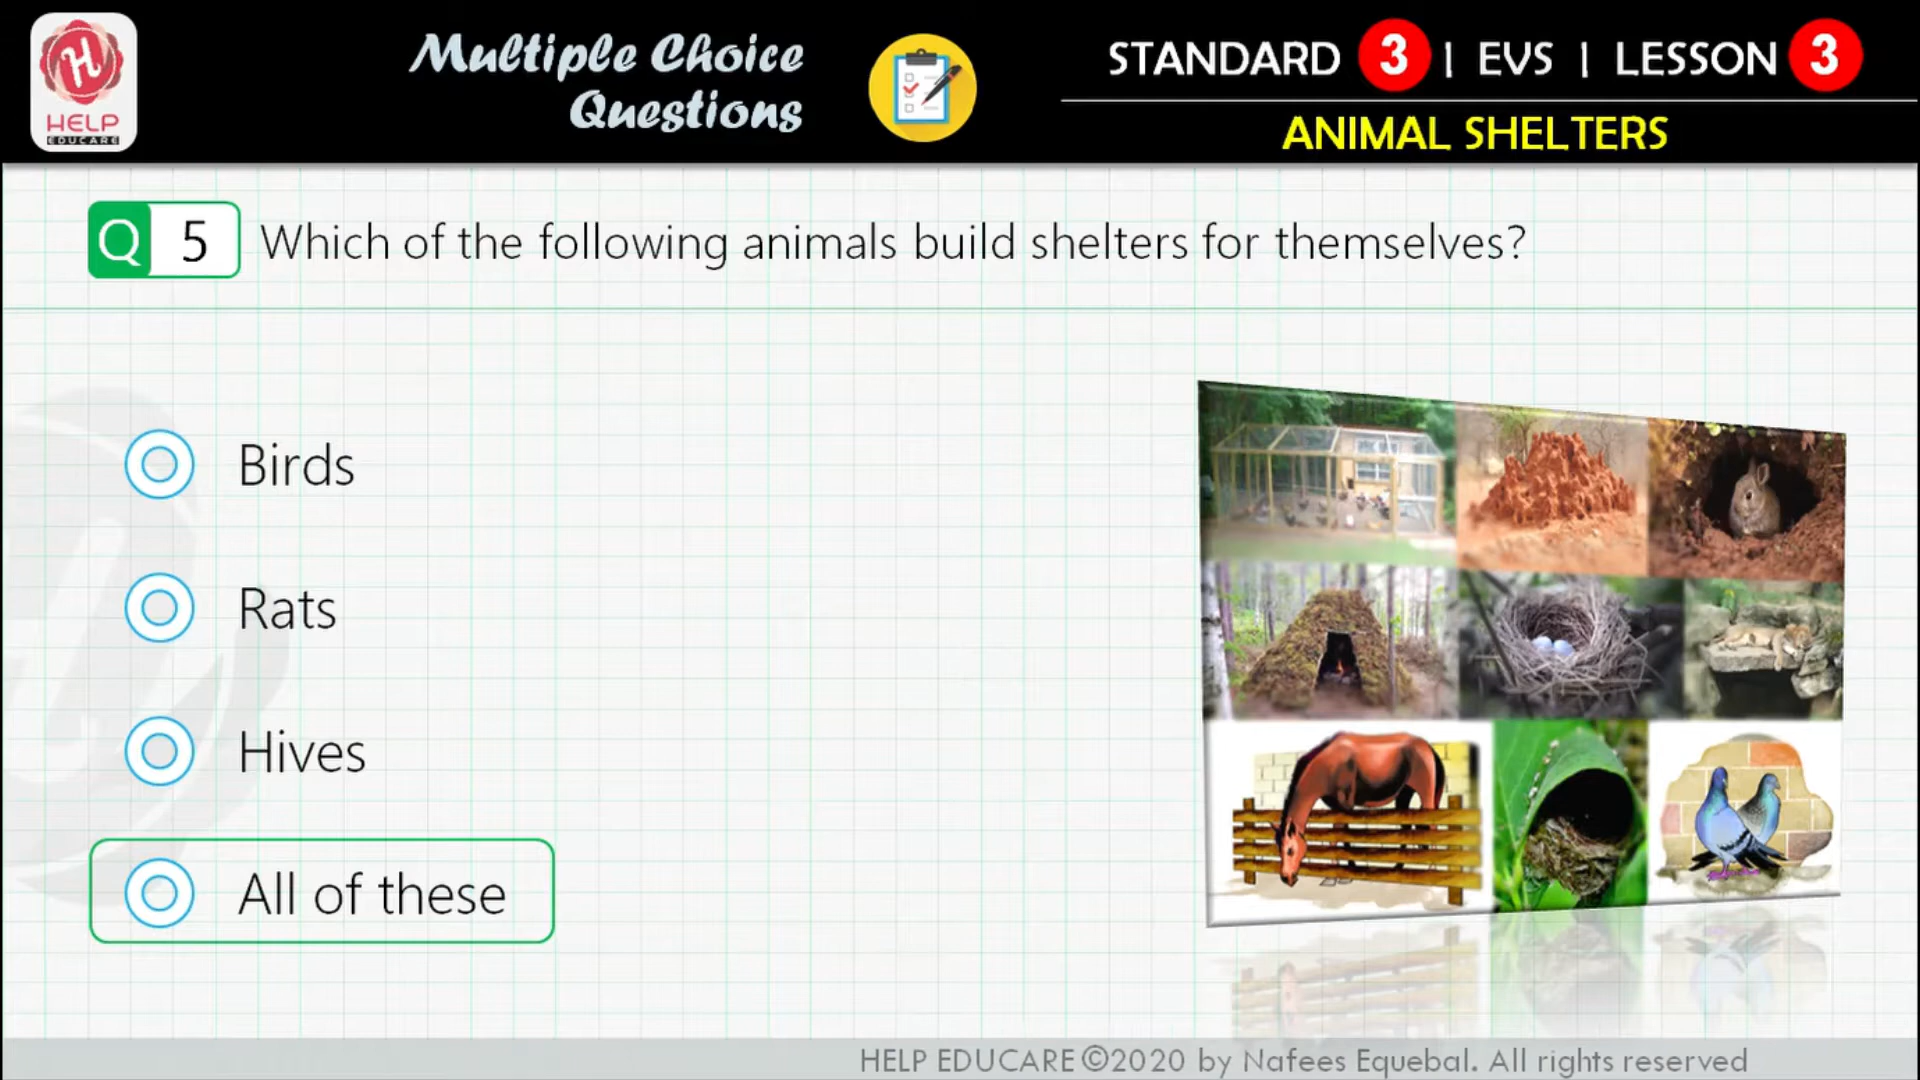 H
HELP
EDUCARE
Multiple Choice
Questions
STANDARD 3 | EVS | LESSON 3
ANIMAL SHELTERS
Q 5 Which of the following animals build shelters for themselves?
Birds
Rats
Hives
All of these
HELP EDUCARE ©2020 by Nafees Equebal. All rights reserved